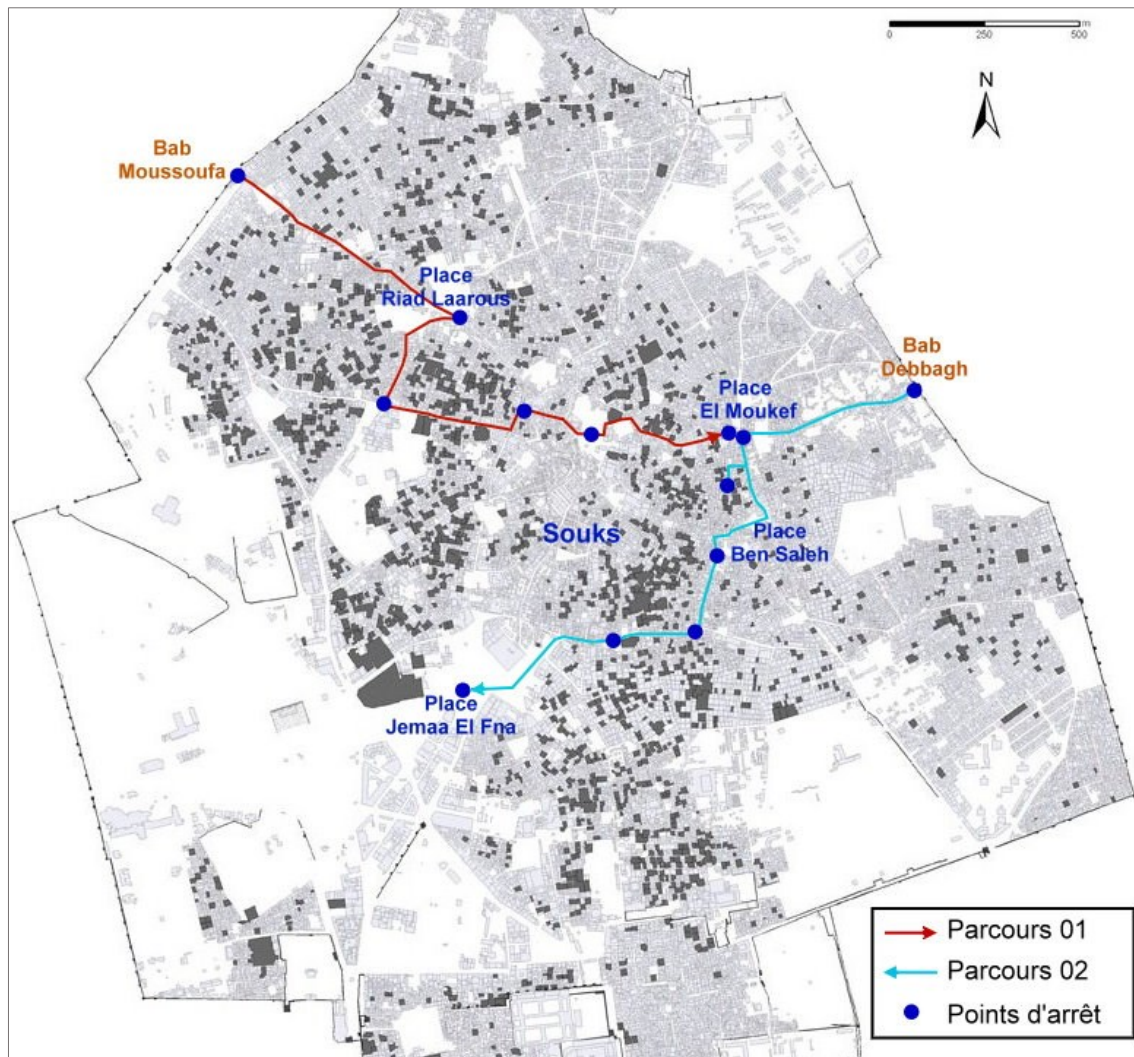 m
0 250 500
N
Bab
Moussoufa
Place
Riad Laarous
Bab
Debbagh
Place
El Moukef
Souks
Place
Ben Saleh
Place
Jemaa El Fna
Parcours 01
Parcours 02
Points d'arrêt